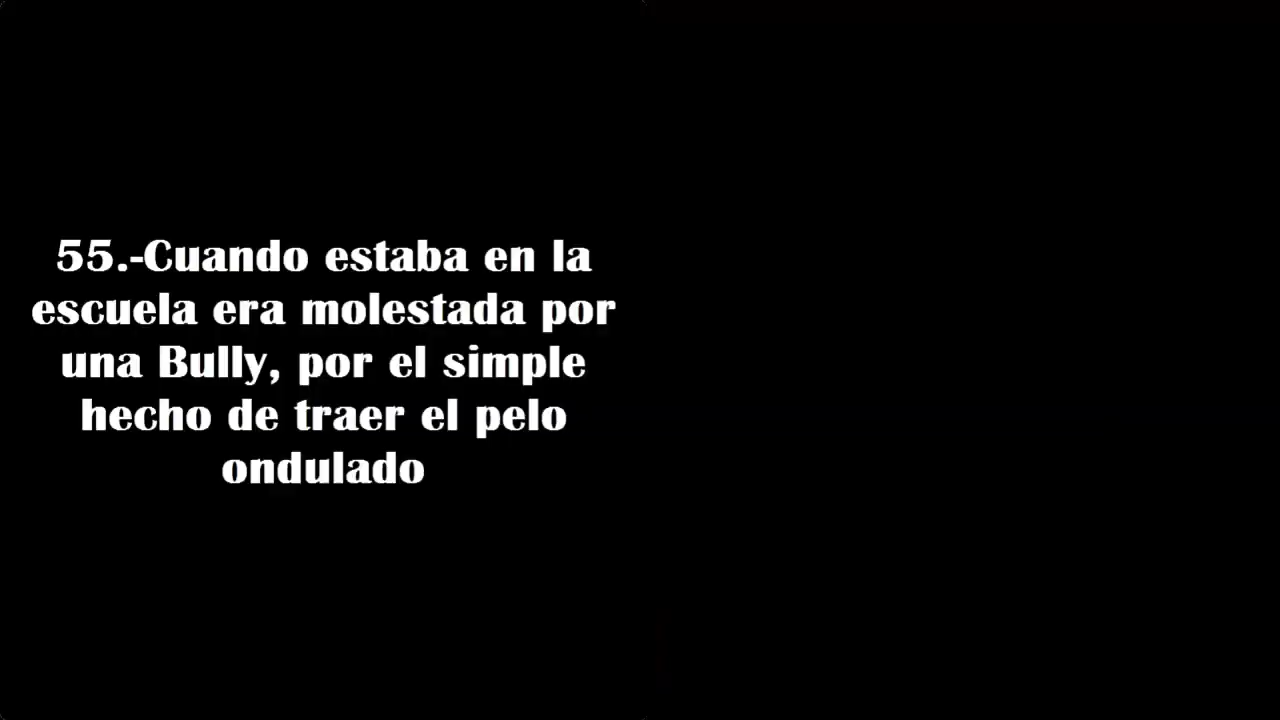 55.-Cuando estaba en la
escuela era molestada por
una Bully, por el simple
hecho de traer el pelo
ondulado